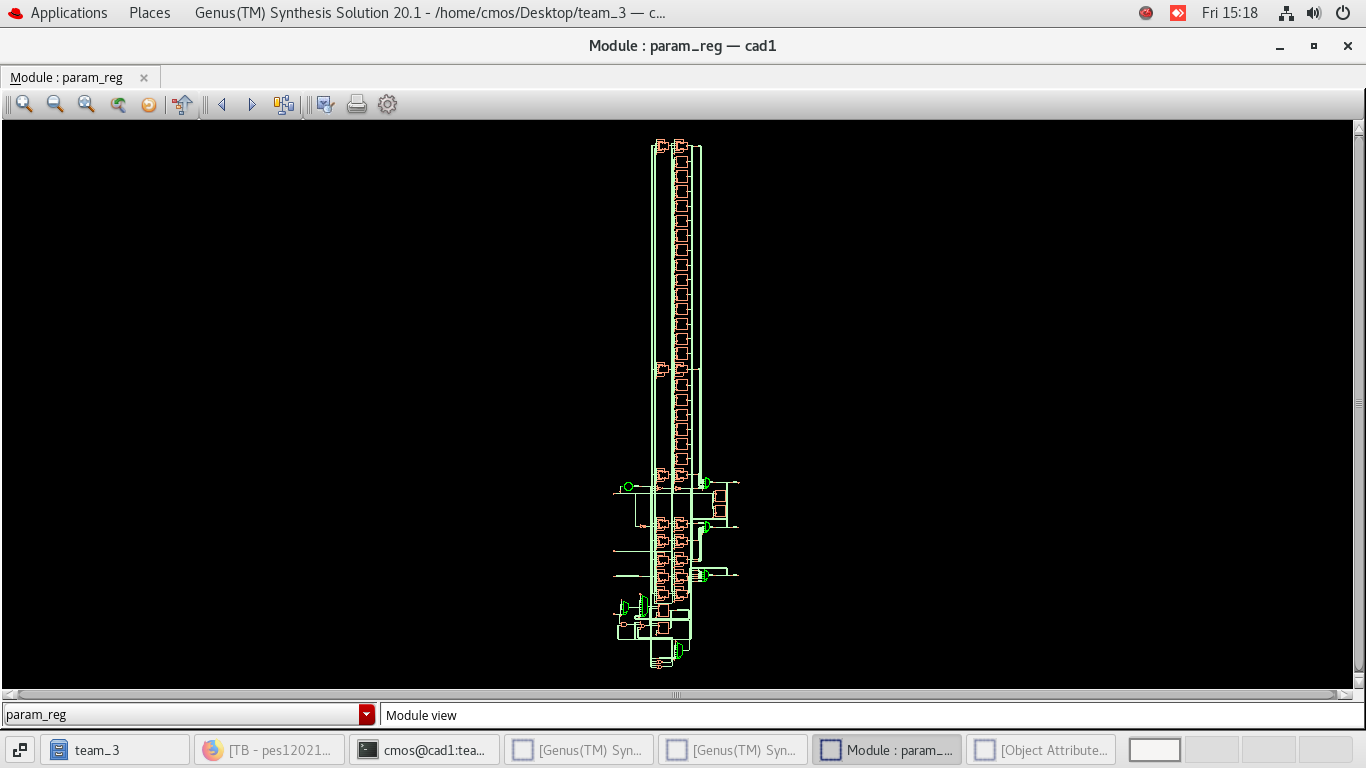 Applications Places Genus(TM) Synthesis Solution 20.1 - /home/cmos/Desktop/team_3 — c... Fri 15:18
Module : param_reg — cad1
Module : param_reg
param_reg Module view
team_3 [TB - pes12021... cmos@cad1:tea... [Genus(TM) Syn... [Genus(TM) Syn... Module : param_... [Object Attribute...